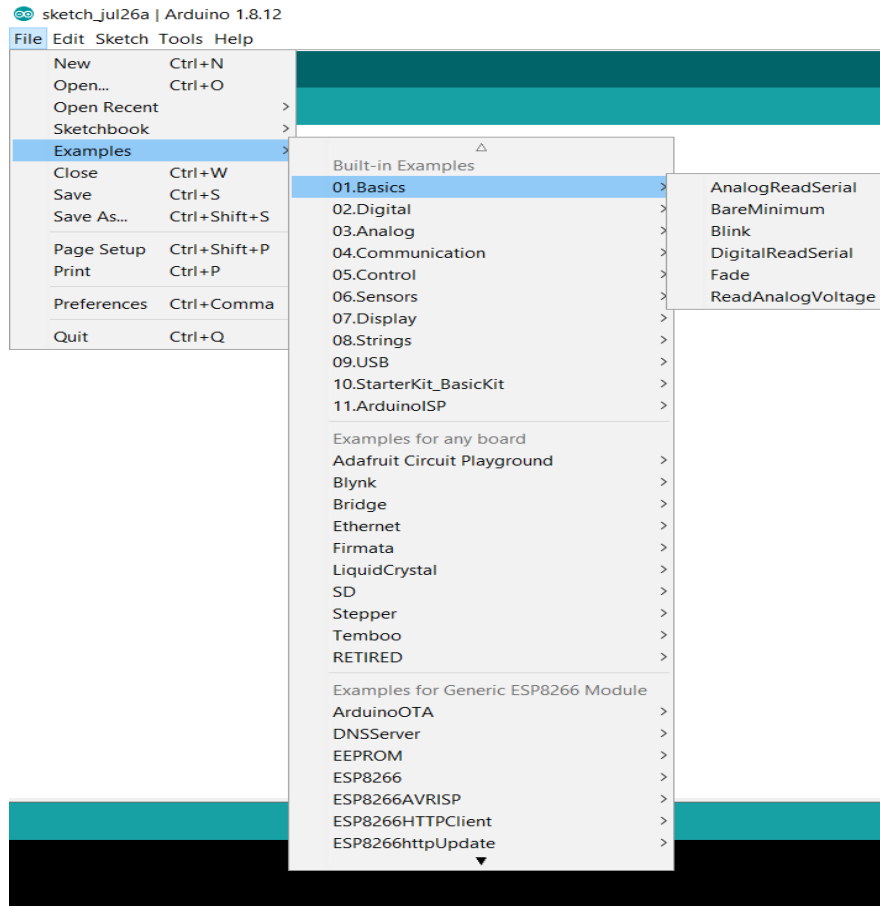 sketch_jul26a | Arduino 1.8.12
File Edit Sketch Tools Help
New Ctrl+N
Open... Ctrl+O
Open Recent
Sketchbook
Examples
Close Ctrl+W
Save Ctrl+S
Save As... Ctrl+Shift+S
Page Setup Ctrl+Shift+P
Print Ctrl+P
Preferences Ctrl+Comma
Quit Ctrl+Q
Built-in Examples
01.Basics
02.Digital
03.Analog
04.Communication
05.Control
06.Sensors
07.Display
08.Strings
09.USB
10.StarterKit_BasicKit
11.ArduinoISP
Examples for any board
Adafruit Circuit Playground
Blynk
Bridge
Ethernet
Firmata
LiquidCrystal
SD
Stepper
Temboo
RETIRED
Examples for Generic ESP8266 Module
ArduinoOTA
DNSServer
EEPROM
ESP8266
ESP8266AVRISP
ESP8266HTTPClient
ESP8266httpUpdate
AnalogReadSerial
BareMinimum
Blink
DigitalReadSerial
Fade
ReadAnalogVoltage